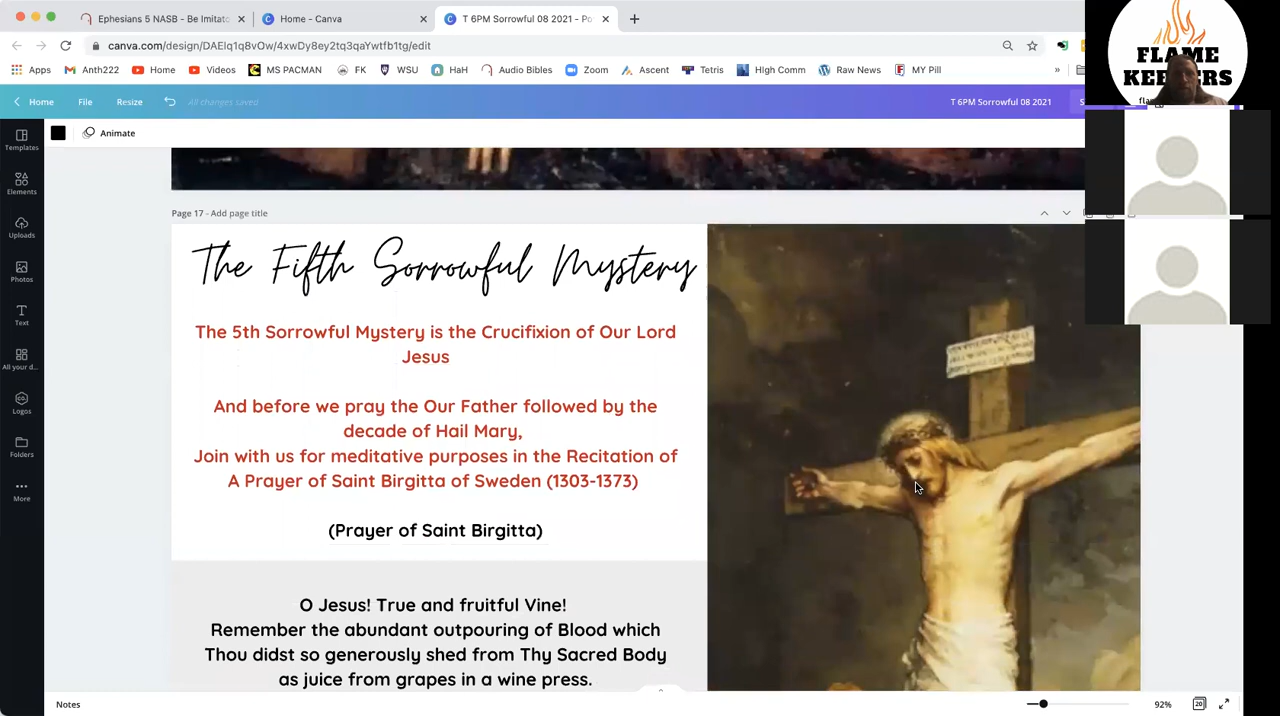 Ephesians 5 NASB - Be Imitato
Home - Canva
T 6PM Sorrowful 08 2021 - Po
canva.com/design/DAElq1q8vOw/4xwDy8ey2tq3qaYwtfb1tg/edit
Apps
Gmail
Anth222
Home
Videos
MS PACMAN
FK
WSU
HaH
Audio Bibles
Zoom
Ascent
Tetris
High Comm
Raw News
MY Pill
»
FLAME
KEEPERS
Home
File
Resize
All changes saved
T 6PM Sorrowful 08 2021
Animate
Templates
Elements
Uploads
Photos
Text
All your d...
Logos
Folders
More
Page 17 - Add page title
The Fifth Sorrowful Mystery
The 5th Sorrowful Mystery is the Crucifixion of Our Lord
Jesus
And before we pray the Our Father followed by the
decade of Hail Mary,
Join with us for meditative purposes in the Recitation of
A Prayer of Saint Birgitta of Sweden (1303-1373)
(Prayer of Saint Birgitta)
O Jesus! True and fruitful Vine!
Remember the abundant outpouring of Blood which
Thou didst so generously shed from Thy Sacred Body
as juice from grapes in a wine press.
Notes
92%
20